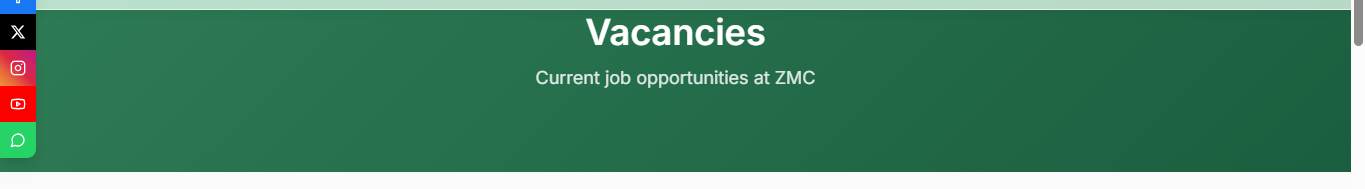 Vacancies
Current job opportunities at ZMC